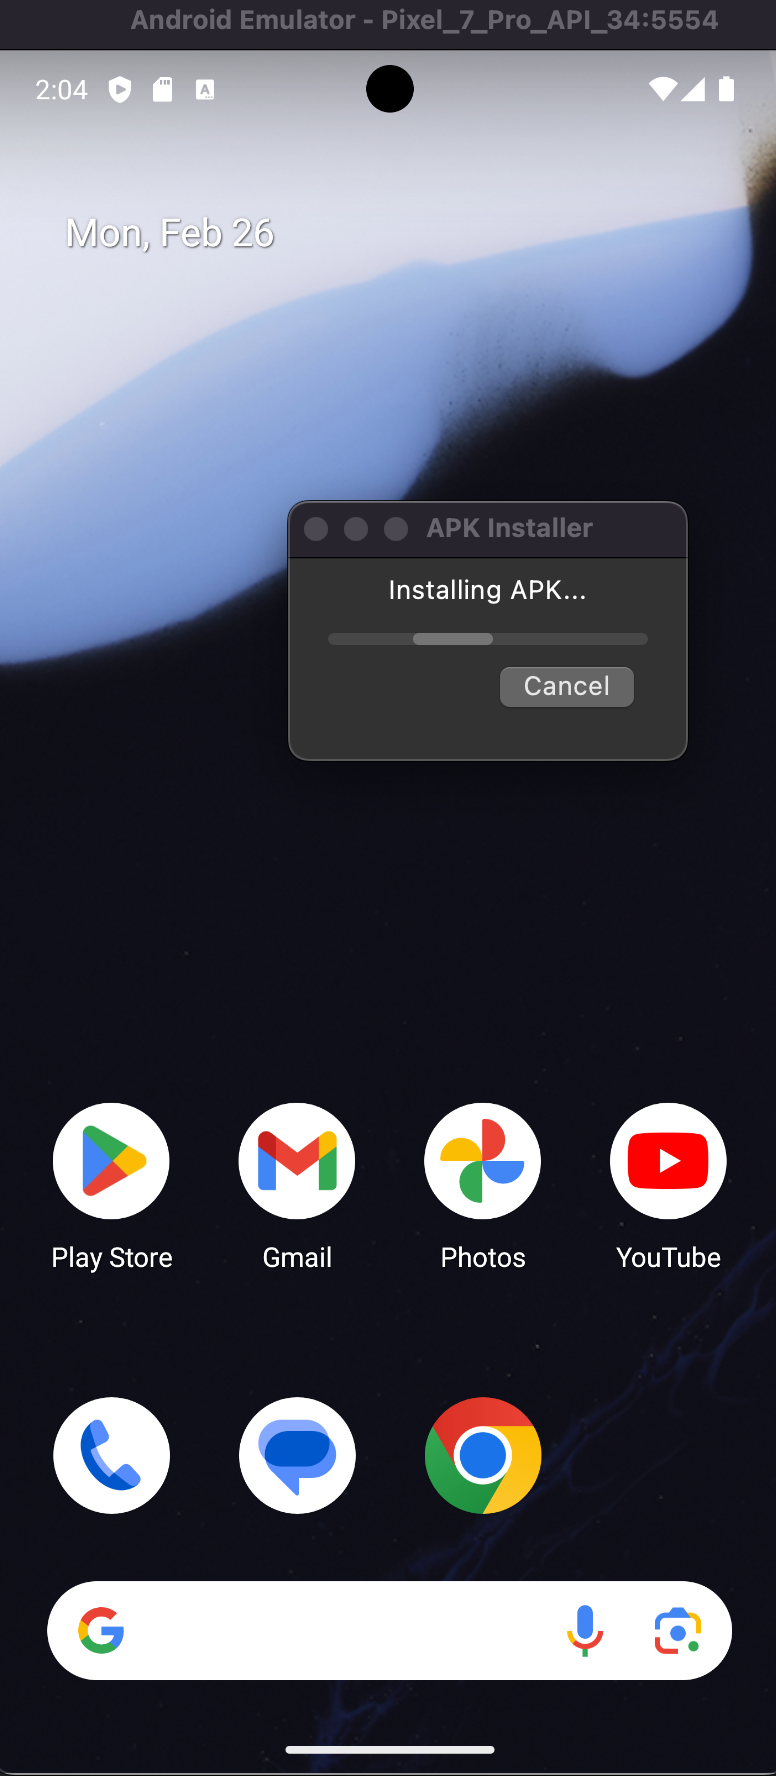 Android Emulator - Pixel_7_Pro_API_34:5554
2:04
A
Mon, Feb 26
APK Installer
Installing APK...
Cancel
Play Store
Gmail
Photos
YouTube
G